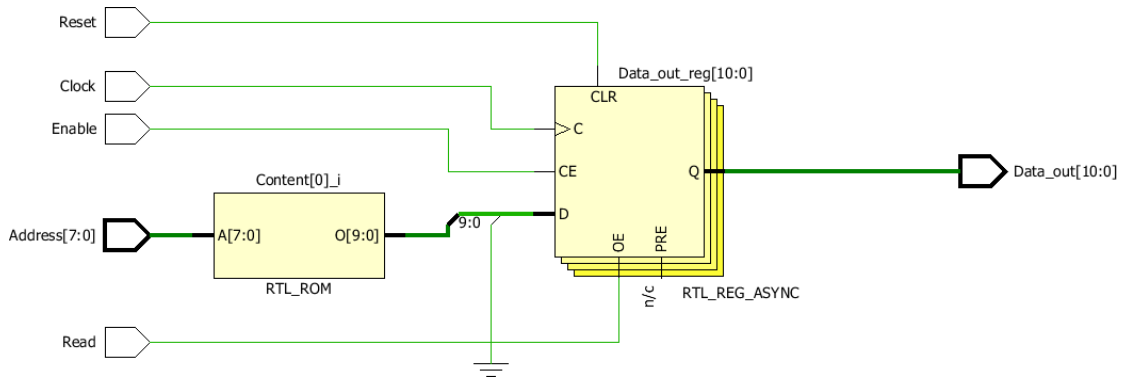 Reset
Data_out_reg[10:0]
Clock
CLR
C
Enable
CE
Content[0]_i
Q
Data_out[10:0]
Address[7:0]
A[7:0]
O[9:0]
9:0
D
OE
PRE
RTL_ROM
n/c
RTL_REG_ASYNC
Read